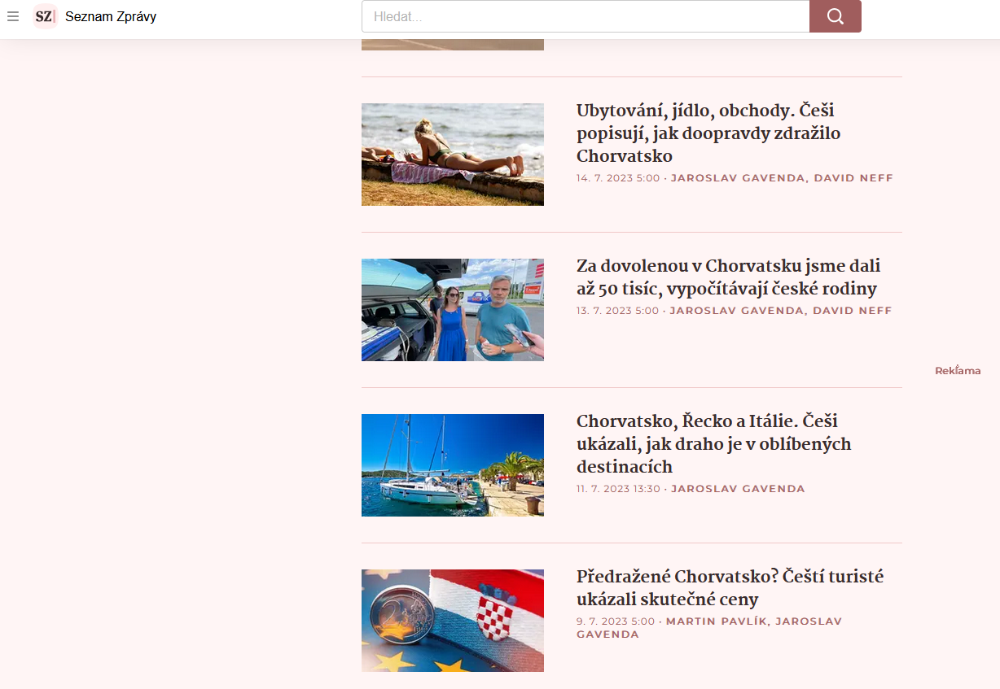 SZ
Seznam Zprávy
Hledat...
Ubytování, jídlo, obchody. Češi
popisují, jak doopravdy zdražilo
Chorvatsko
14. 7. 2023 5:00 · JAROSLAV GAVENDA, DAVID NEFF
Za dovolenou v Chorvatsku jsme dali
až 50 tisíc, vypočítávají české rodiny
13. 7. 2023 5:00 · JAROSLAV GAVENDA, DAVID NEFF
Reklama
Chorvatsko, Řecko a Itálie. Češi
ukázali, jak draho je v oblíbených
destinacích
11. 7. 2023 13:30 · JAROSLAV GAVENDA
Předražené Chorvatsko? Čeští turisté
ukázali skutečné ceny
9. 7. 2023 5:00 · MARTIN PAVLÍK, JAROSLAV
GAVENDA
2